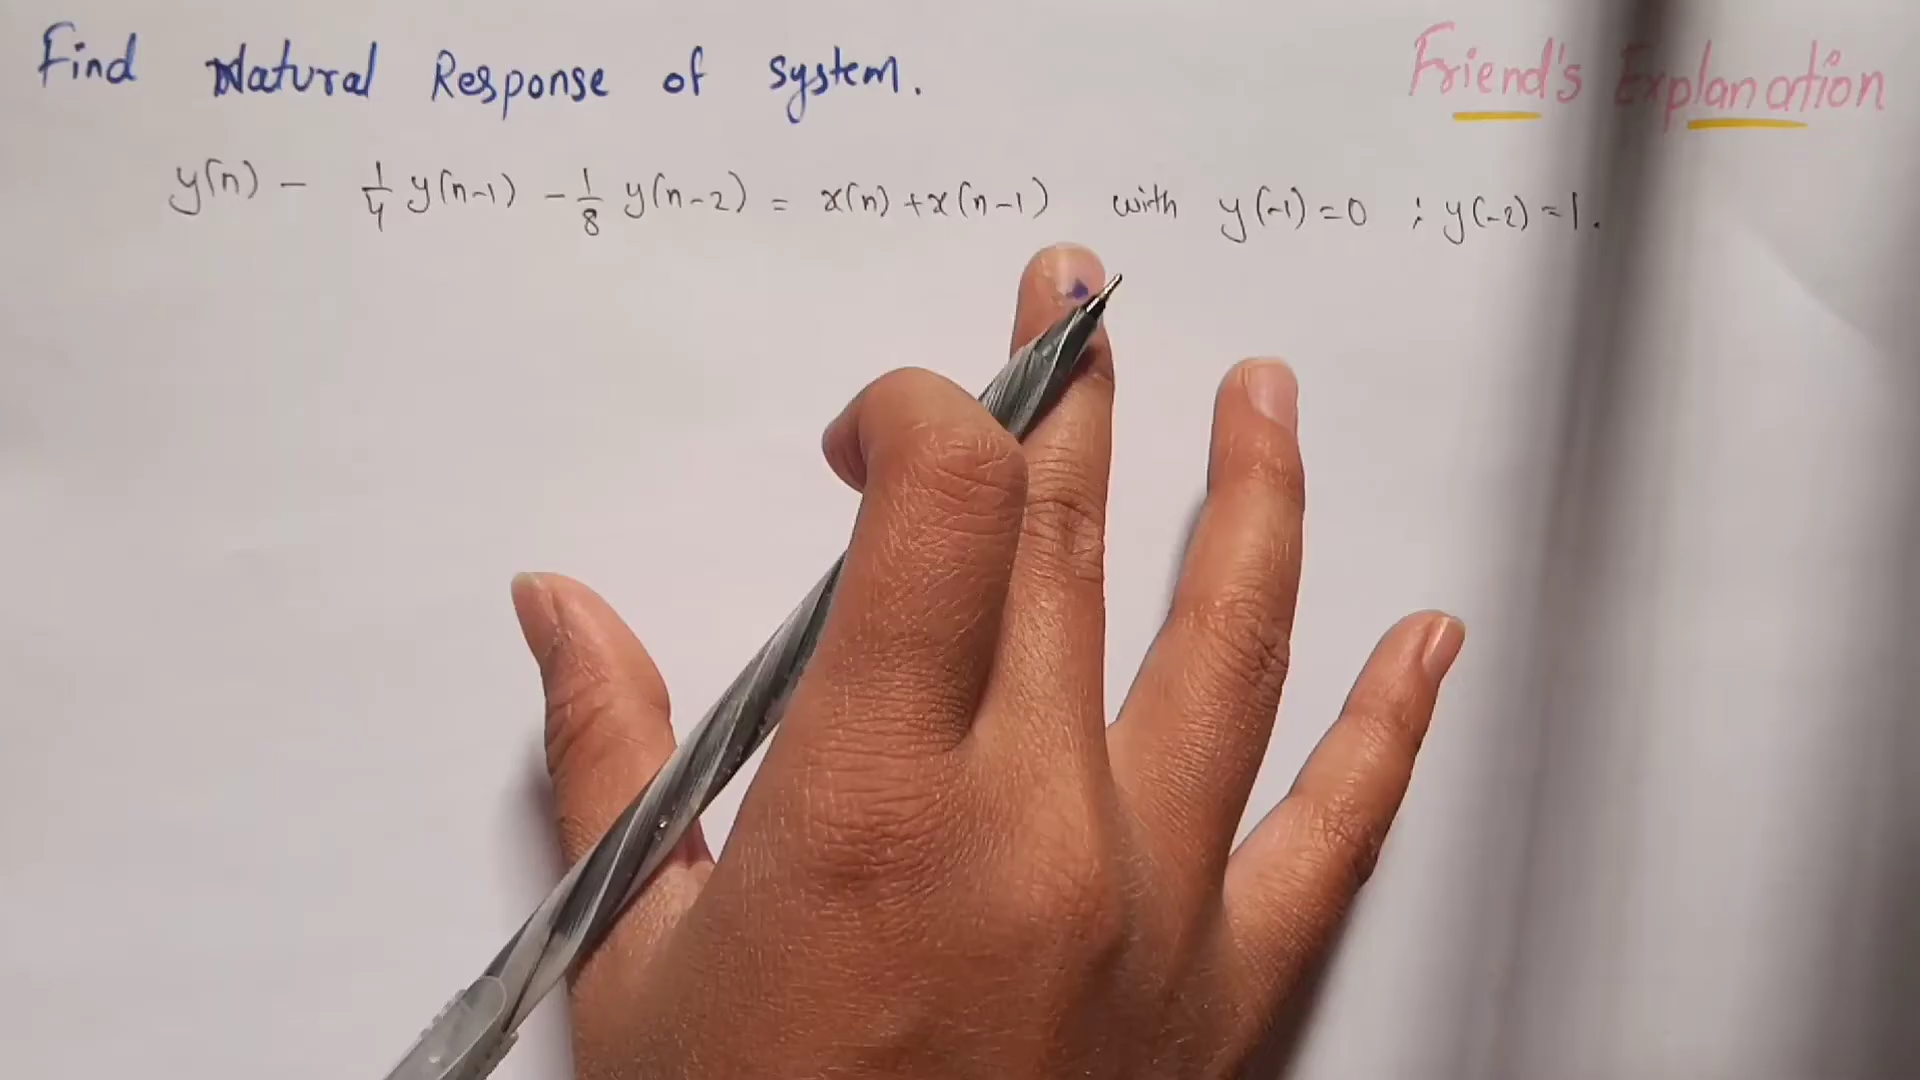 Find Natural Response of system.
Friend's Explanation
y(n) - 1/4 y(n-1) - 1/8 y(n-2) = x(n) + x(n-1) with y(-1) = 0 ; y(-2) = 1.